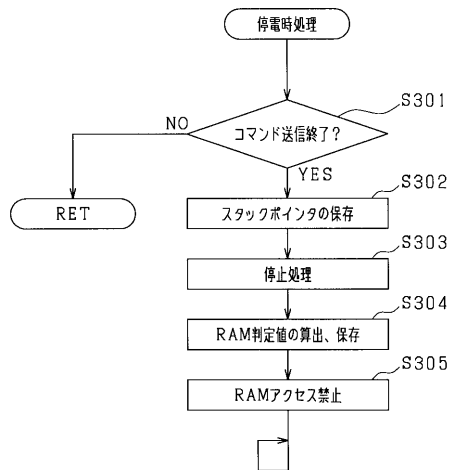 停電時処理
S301
NO
コマンド送信終了？
YES
RET
S302
スタックポインタの保存
S303
停止処理
S304
RAM判定値の算出、保存
S305
RAMアクセス禁止